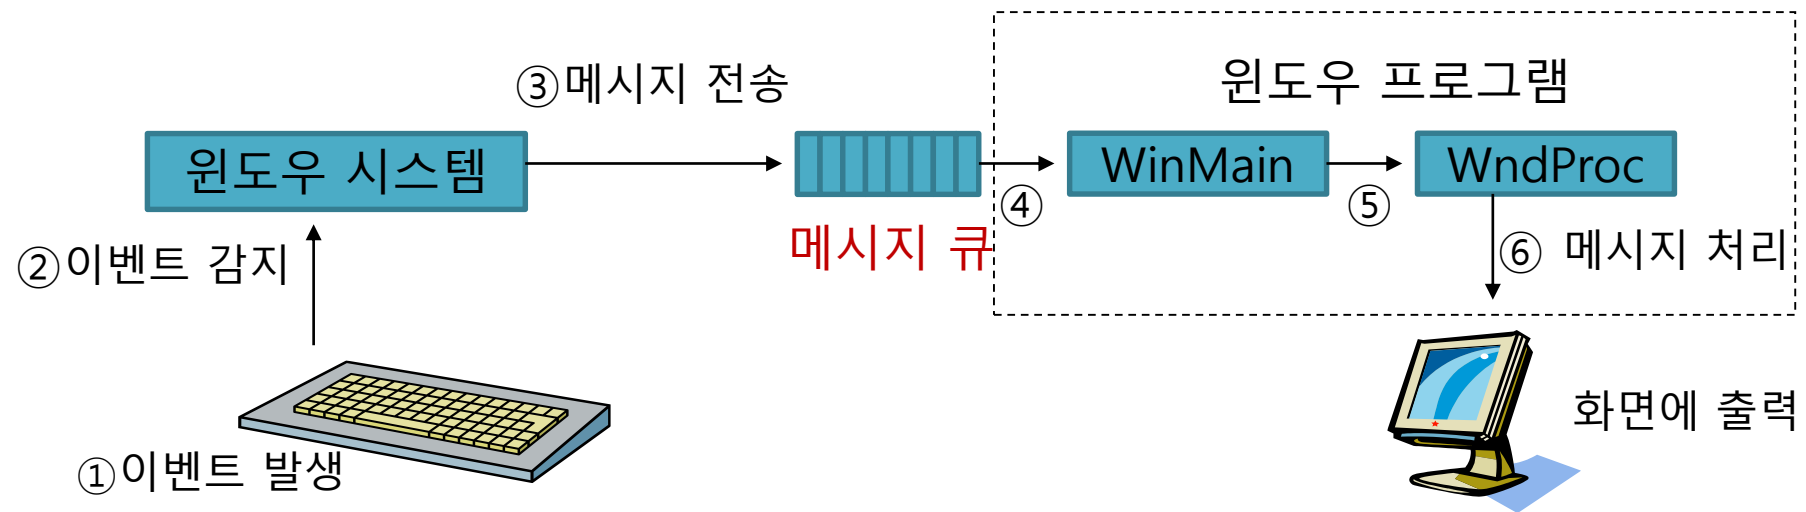 ③메시지 전송
윈도우 프로그램
윈도우 시스템
WinMain
WndProc
④
⑤
메시지 큐
②이벤트 감지
⑥ 메시지 처리
화면에 출력
①이벤트 발생